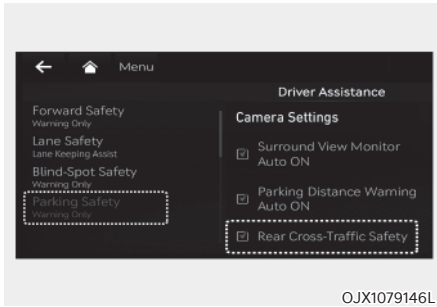 Menu
Driver Assistance
Forward Safety
Warning Only
Lane Safety
Lane Keeping Assist
Blind-Spot Safety
Warning Only
Parking Safety
Warning Only
Camera Settings
Surround View Monitor
Auto ON
Parking Distance Warning
Auto ON
Rear Cross-Traffic Safety
OJX1079146L